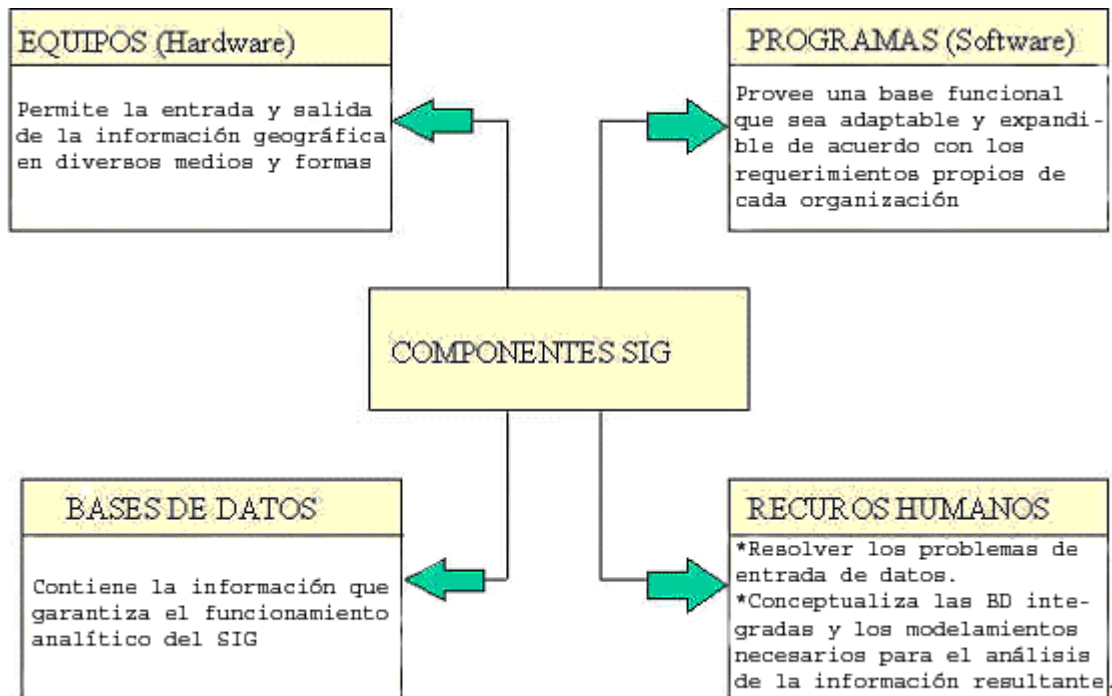 EQUIPOS (Hardware)
Permite la entrada y salida
de la información geográfica
en diversos medios y formas
PROGRAMAS (Software)
Provee una base funcional
que sea adaptable y expandi-
ble de acuerdo con los
requerimientos propios de
cada organización
COMPONENTES SIG
BASES DE DATOS
Contiene la información que
garantiza el funcionamiento
analítico del SIG
RECUROS HUMANOS
*Resolver los problemas de
entrada de datos.
*Conceptualiza las BD inte-
gradas y los modelamientos
necesarios para el análisis
de la información resultante.